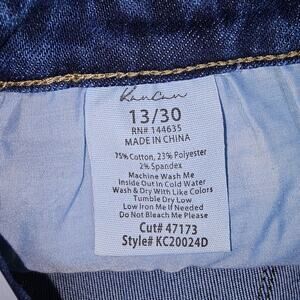 KanCan
13/30
RN# 144635
MADE IN CHINA
75% Cotton, 23% Polyester
2% Spandex
Machine Wash Me
Inside Out in Cold Water
Wash & Dry With Like Colors
Tumble Dry Low
Low Iron Me If Needed
Do Not Bleach Me Please
Cut# 47173
Style# KC20024D